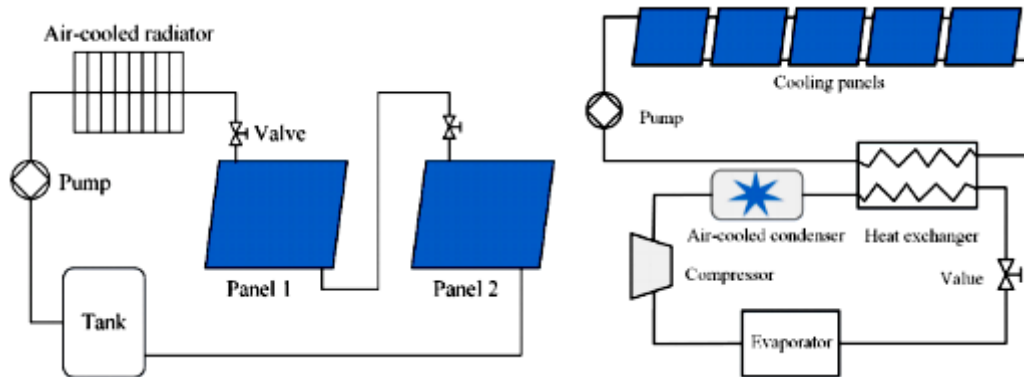 Air-cooled radiator
Valve
Pump
Panel 1
Panel 2
Tank
Cooling panels
Pump
Air-cooled condenser
Heat exchanger
Compressor
Value
Evaporator